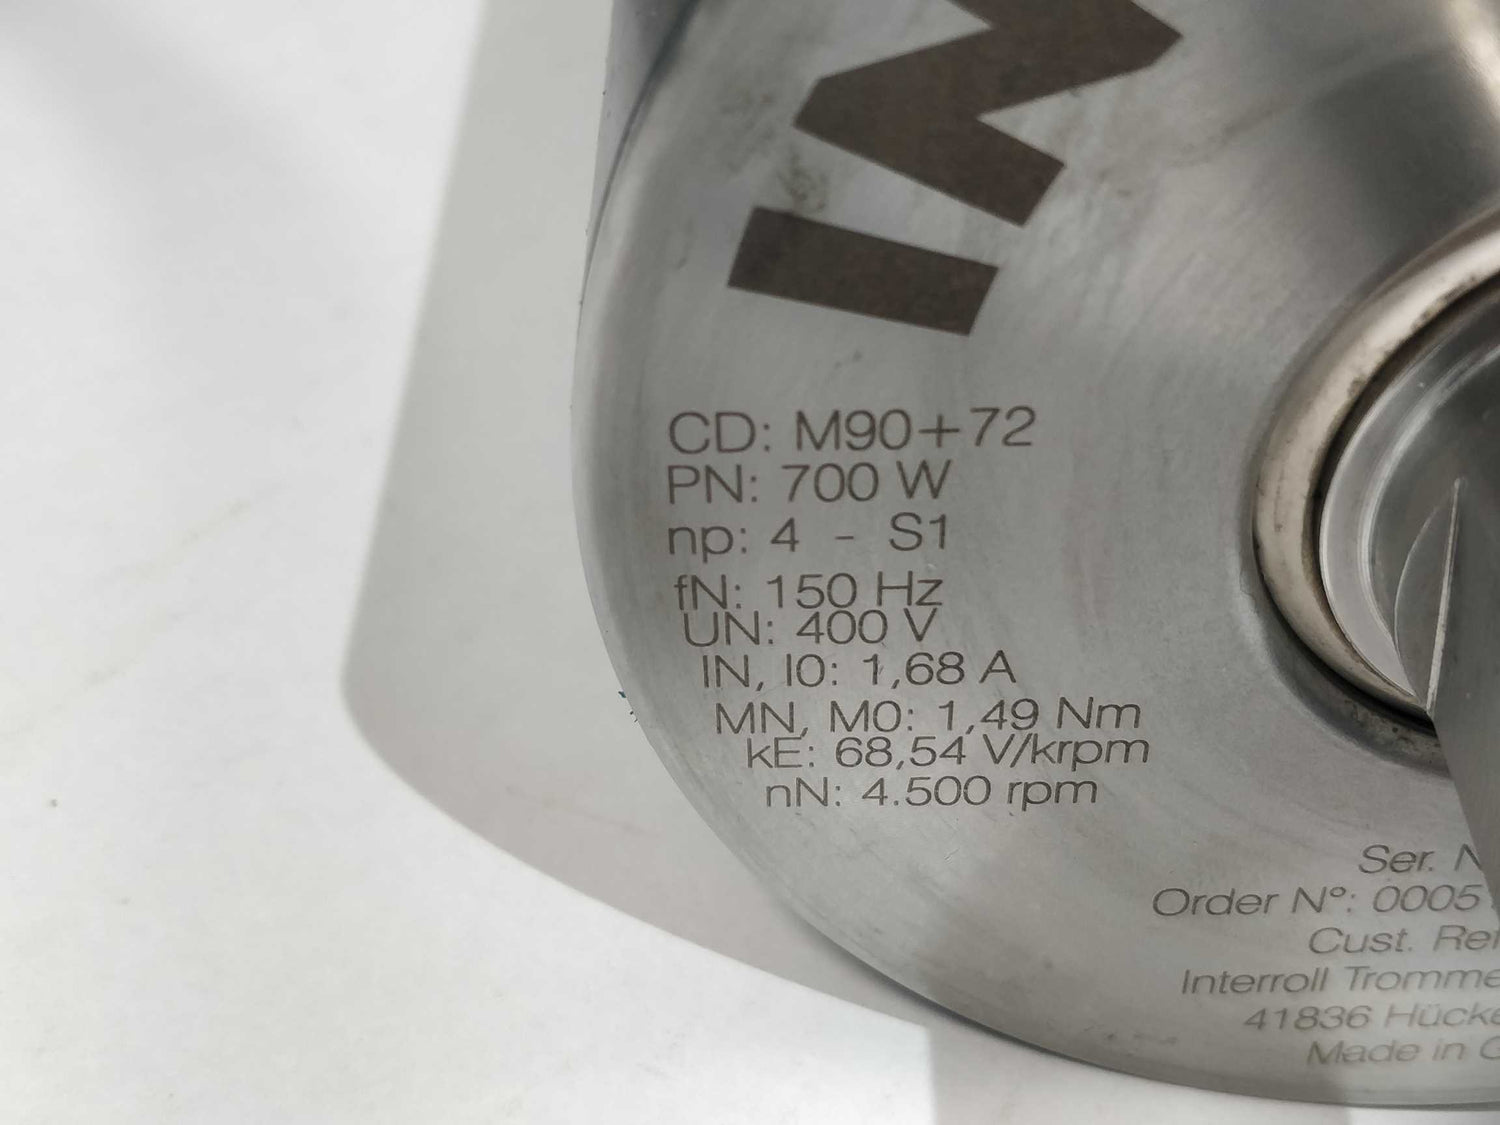 CD: M90+72
PN: 700 W
np: 4 - S1
fN: 150 Hz
UN: 400 V
IN, I0: 1,68 A
MN, M0: 1,49 Nm
kE: 68,54 V/krpm
nN: 4.500 rpm
Ser.
Order Nº: 0005
Cust.
Interroll
41836
Made in